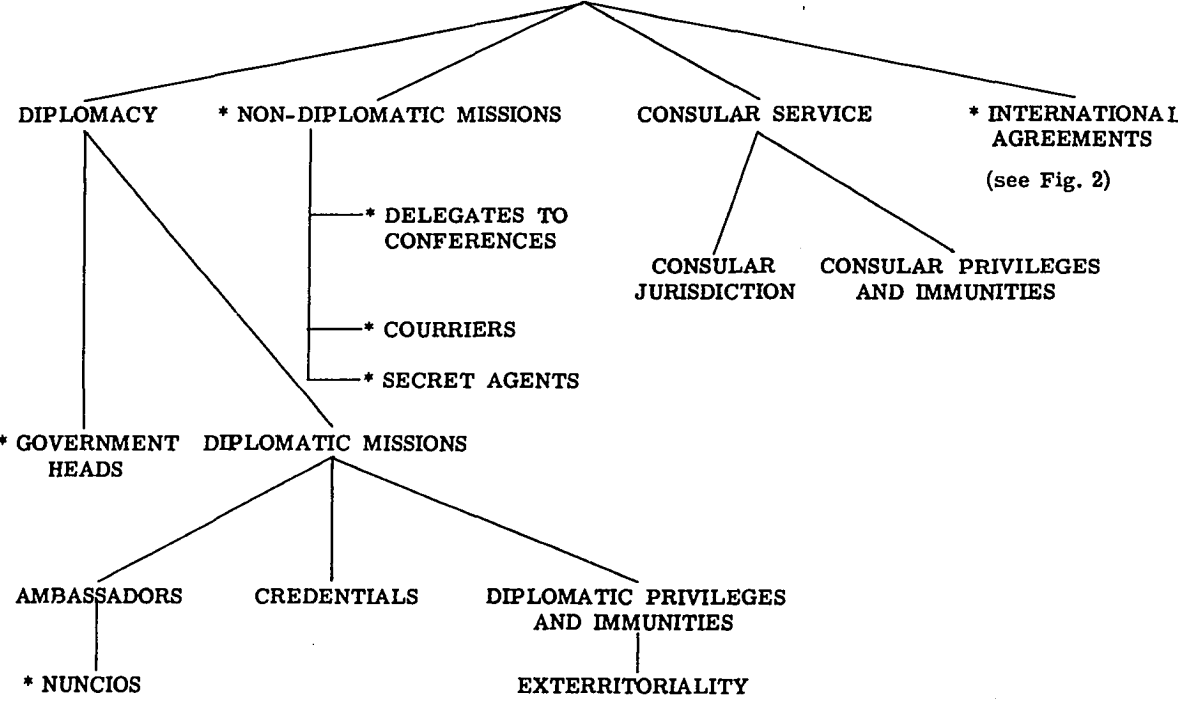 DIPLOMACY
* NON-DIPLOMATIC MISSIONS
CONSULAR SERVICE
* INTERNATIONAL
AGREEMENTS
(see Fig. 2)
* DELEGATES TO
CONFERENCES
CONSULAR
JURISDICTION
CONSULAR PRIVILEGES
AND IMMUNITIES
* COURRIERS
* SECRET AGENTS
* GOVERNMENT
HEADS
DIPLOMATIC MISSIONS
AMBASSADORS
CREDENTIALS
DIPLOMATIC PRIVILEGES
AND IMMUNITIES
* NUNCIOS
EXTERRITORIALITY